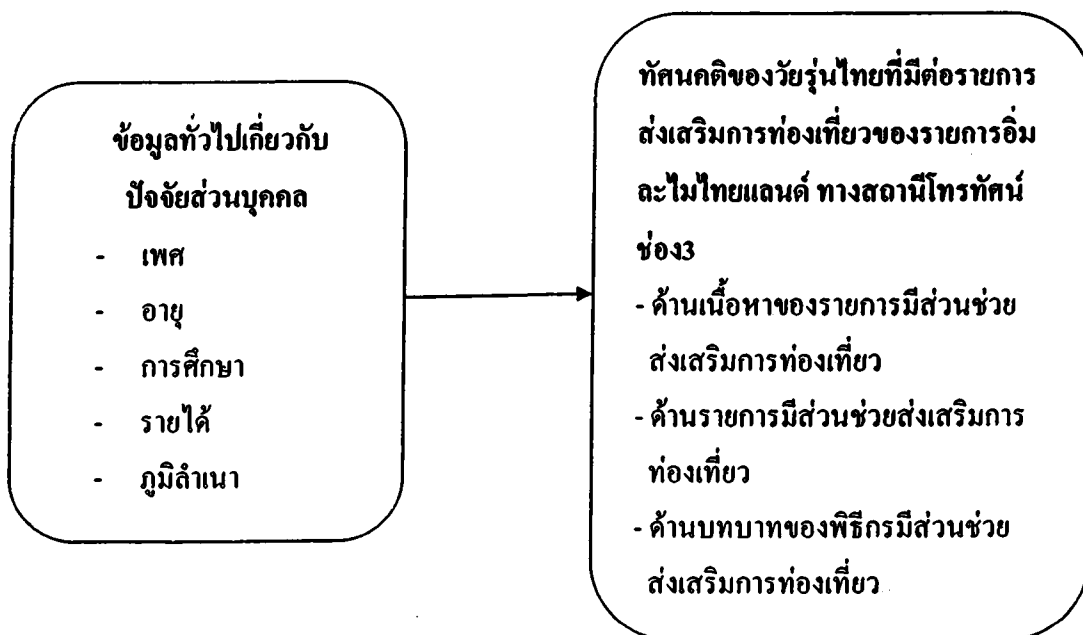 ข้อมูลทั่วไปเกี่ยวกับ
ปัจจัยส่วนบุคคล
- เพศ
- อายุ
- การศึกษา
- รายได้
- ภูมิลำเนา
ทัศนคติของวัยรุ่นไทยที่มีต่อรายการ
ส่งเสริมการท่องเที่ยวของรายการอิ่ม
ละไมไทยแลนด์ ทางสถานีโทรทัศน์
ช่อง3
- ด้านเนื้อหาของรายการมีส่วนช่วย
ส่งเสริมการท่องเที่ยว
- ด้านรายการมีส่วนช่วยส่งเสริมการ
ท่องเที่ยว
- ด้านบทบาทของพิธีกรมีส่วนช่วย
ส่งเสริมการท่องเที่ยว